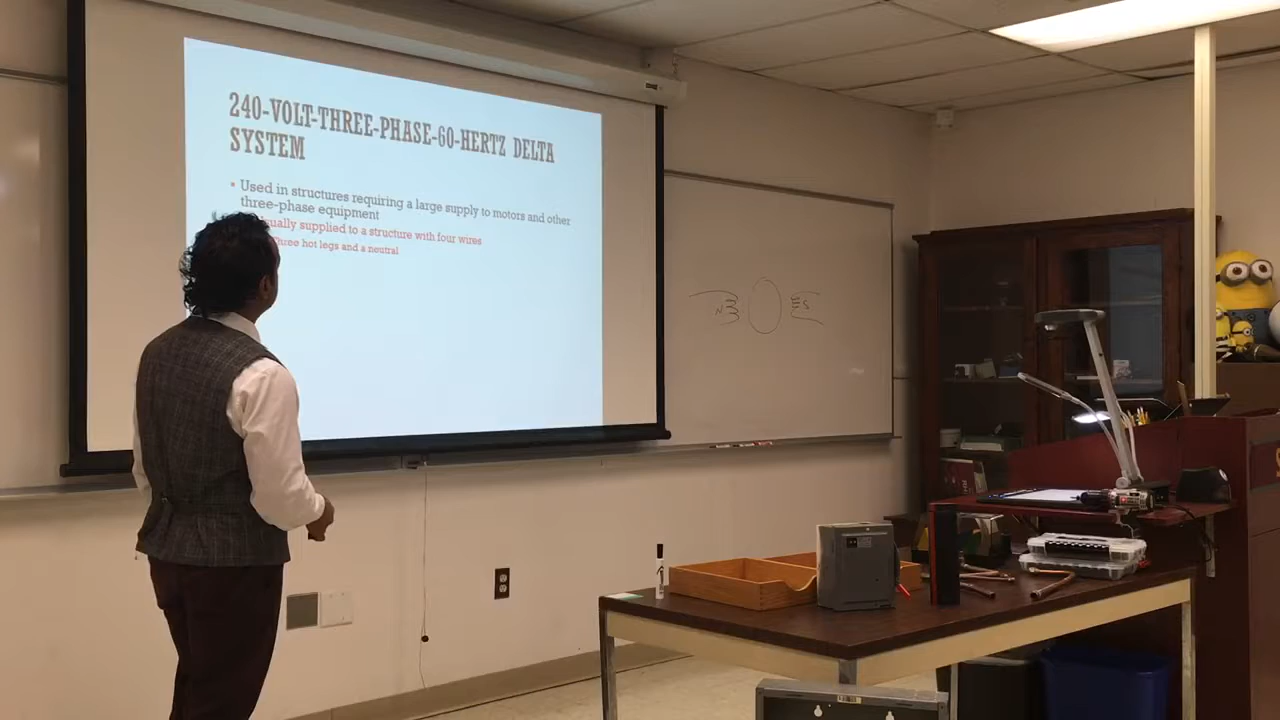 240-VOLT-THREE-PHASE-60-HERTZ DELTA
SYSTEM
• Used in structures requiring a large supply to motors and other
three-phase equipment
supplied to a structure with four wires
Three hot legs and a neutral
N
S